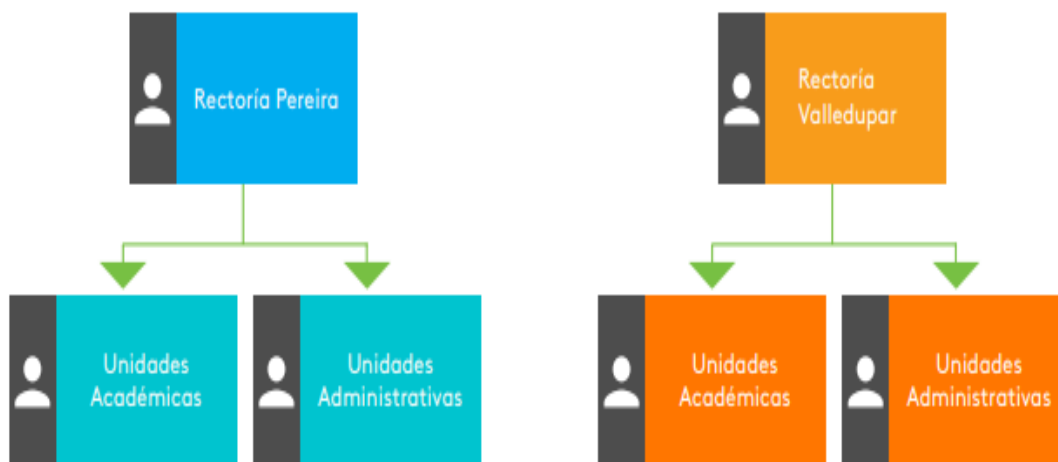 Rectoría Pereira
Rectoría
Valledupar
Unidades
Académicas
Unidades
Administrativas
Unidades
Académicas
Unidades
Administrativas